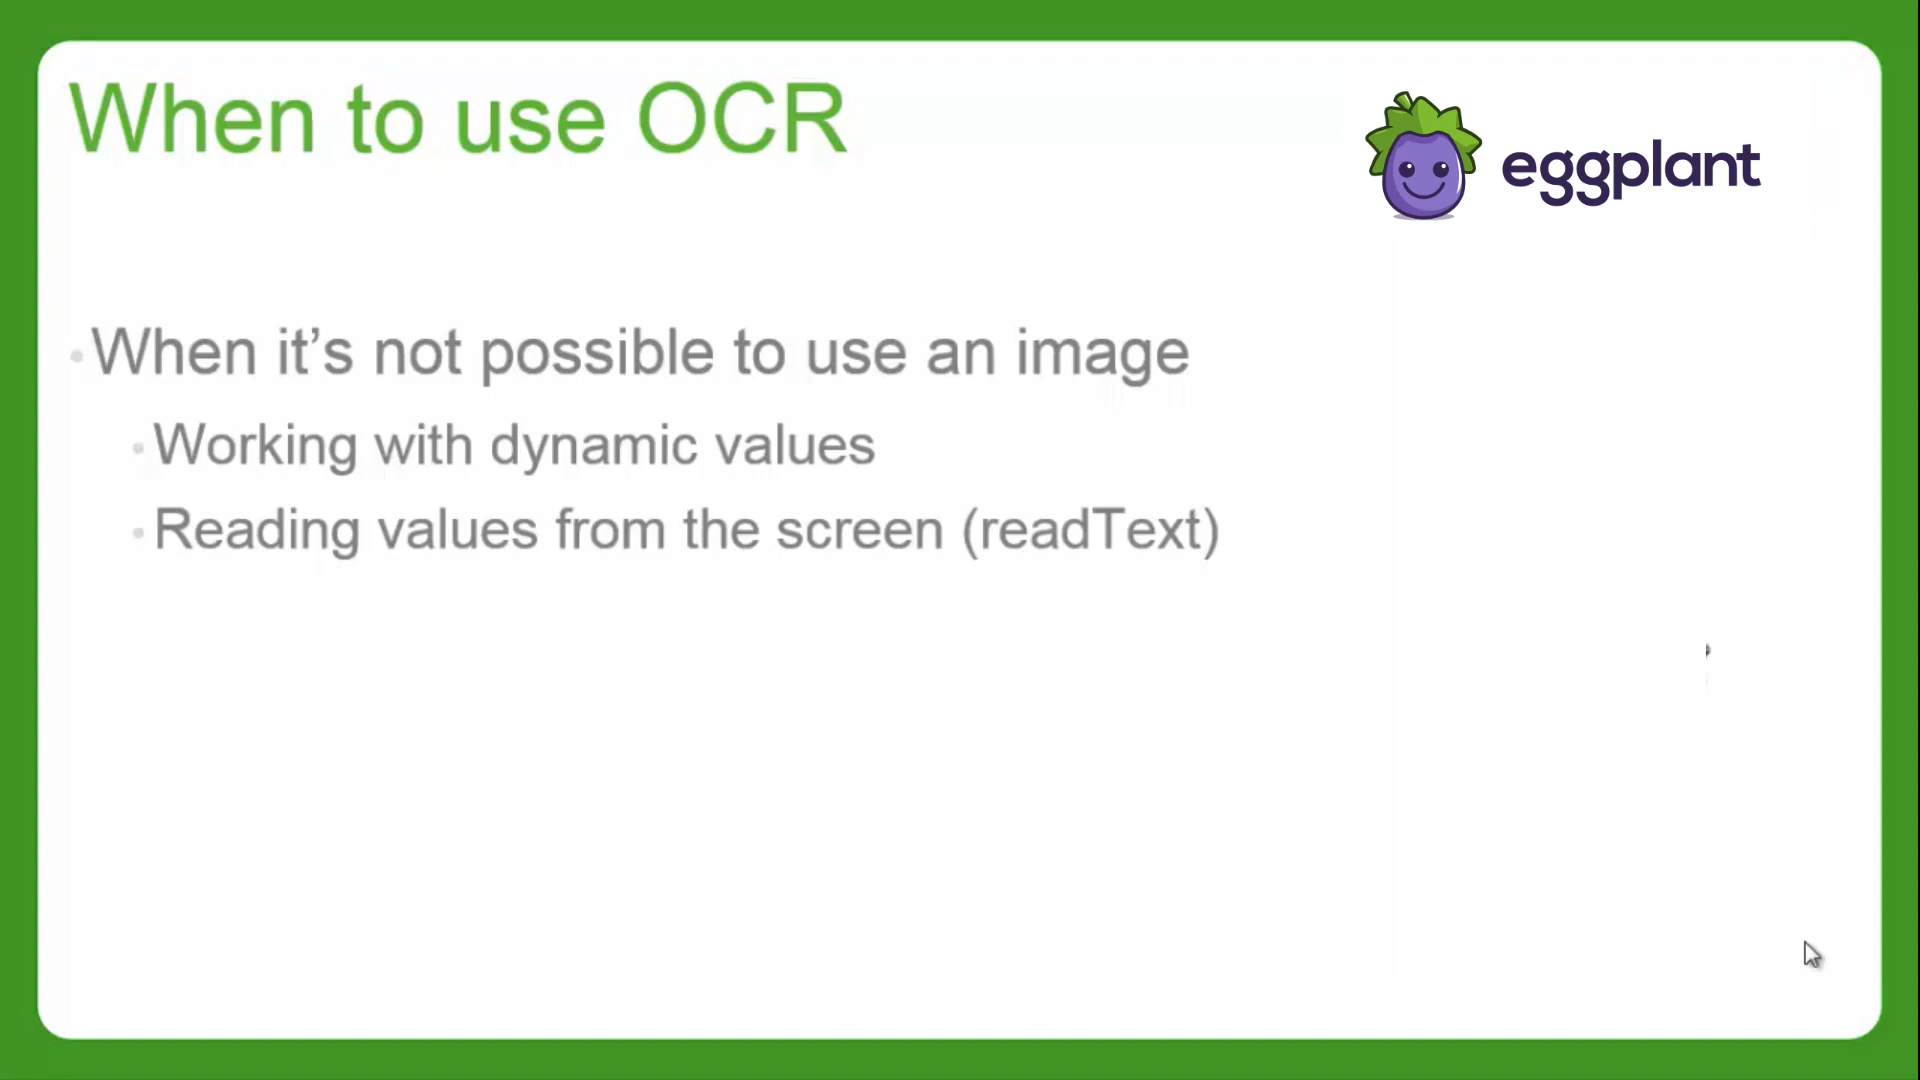 When to use OCR
eggplant
When it’s not possible to use an image
Working with dynamic values
Reading values from the screen (readText)